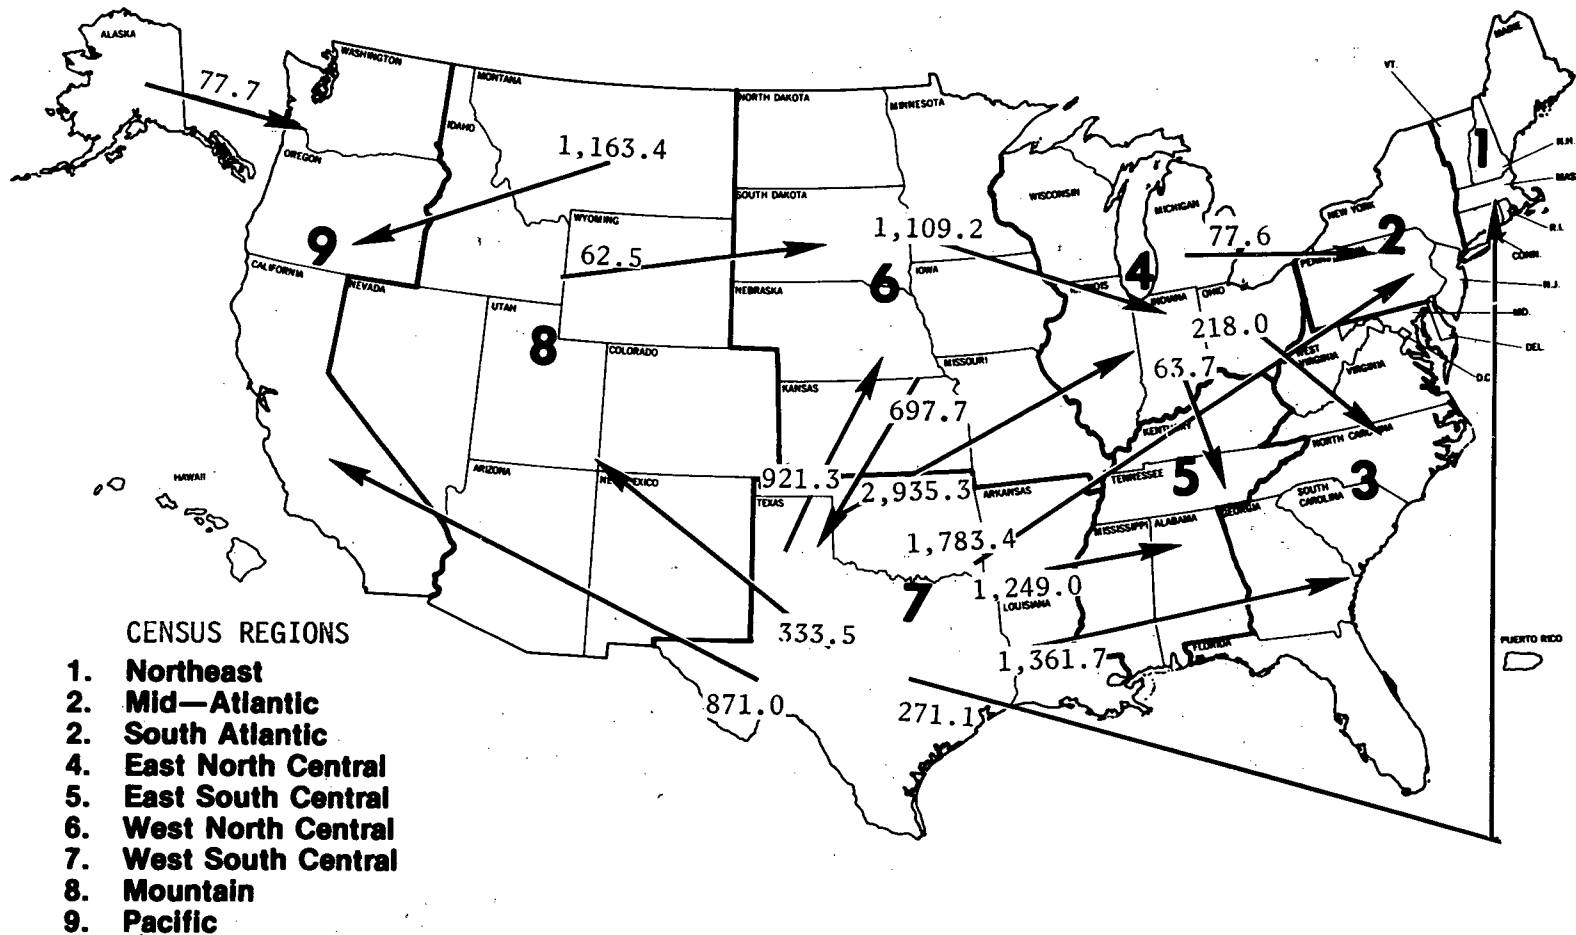 ALASKA
WASHINGTON
MONTANA
NORTH DAKOTA
MINNESOTA
MAINE
VT.
77.7
IDAHO
OREGON
1,163.4
1
N.H.
MAS
SOUTH DAKOTA
WISCONSIN
MICHIGAN
NEW YORK
WYOMING
R.I.
9
62.5
1,109.2
77.6
2
CONN.
CALIFORNIA
IOWA
4
NEVADA
6
NEBRASKA
INDIANA
OHIO
N.J.
UTAH
MD.
218.0
8
COLORADO
MISSOURI
WEST
VIRGINIA
VIRGINIA
DEL
KANSAS
63.7
D.C
697.7
KENTUCKY
NORTH CAROLINA
HAWAII
ARIZONA
NEW MEXICO
921.3
2,935.3
ARKANSAS
TENNESSEE
5
SOUTH
CAROLINA
3
TEXAS
GEORGIA
MISSISSIPPI
ALABAMA
1,783.4
7
1,249.0
LOUISIANA
333.5
1,361.7
FLORIDA
PUERTO RICO
871.0
271.1
CENSUS REGIONS
1. Northeast
2. Mid—Atlantic
2. South Atlantic
4. East North Central
5. East South Central
6. West North Central
7. West South Central
8. Mountain
9. Pacific